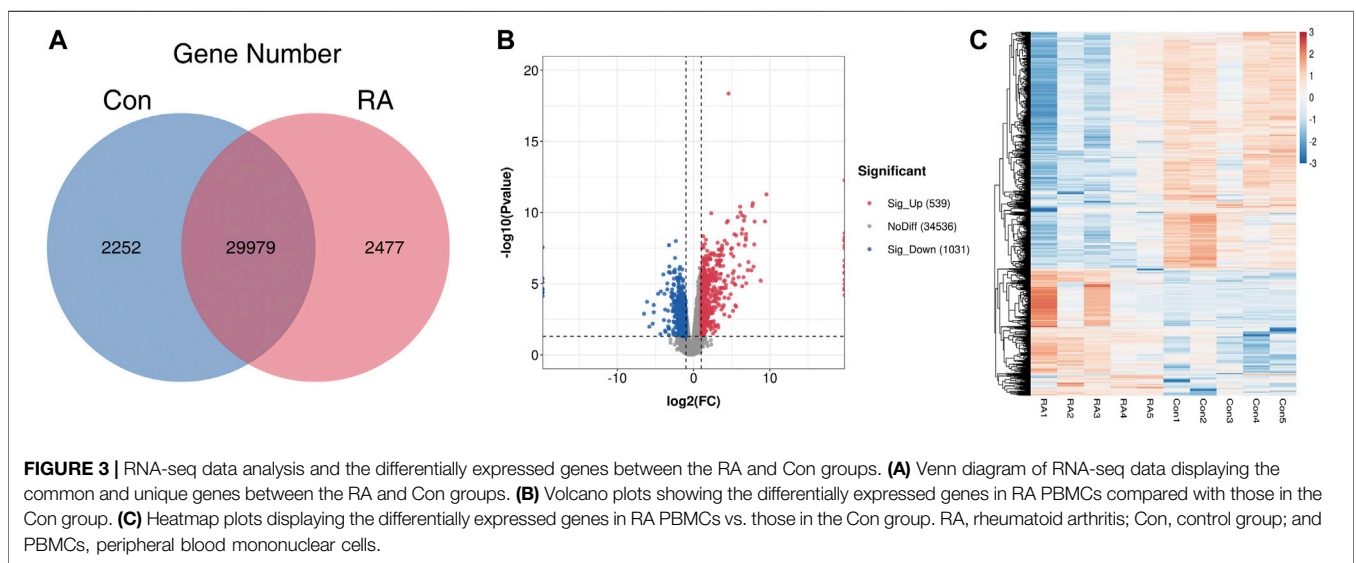 A
Gene Number
Con
RA
2252
29979
2477
B
20
15
10
5
0
-log10(Pvalue)
-10
0
10
log2(FC)
Significant
Sig_Up (539)
NoDiff (34536)
Sig_Down (1031)
C
3
2
1
0
-1
-2
-3
RA1
RA2
RA3
RA4
RA5
Con1
Con2
Con3
Con4
Con5
FIGURE 3 | RNA-seq data analysis and the differentially expressed genes between the RA and Con groups. (A) Venn diagram of RNA-seq data displaying the
common and unique genes between the RA and Con groups. (B) Volcano plots showing the differentially expressed genes in RA PBMCs compared with those in the
Con group. (C) Heatmap plots displaying the differentially expressed genes in RA PBMCs vs. those in the Con group. RA, rheumatoid arthritis; Con, control group; and
PBMCs, peripheral blood mononuclear cells.